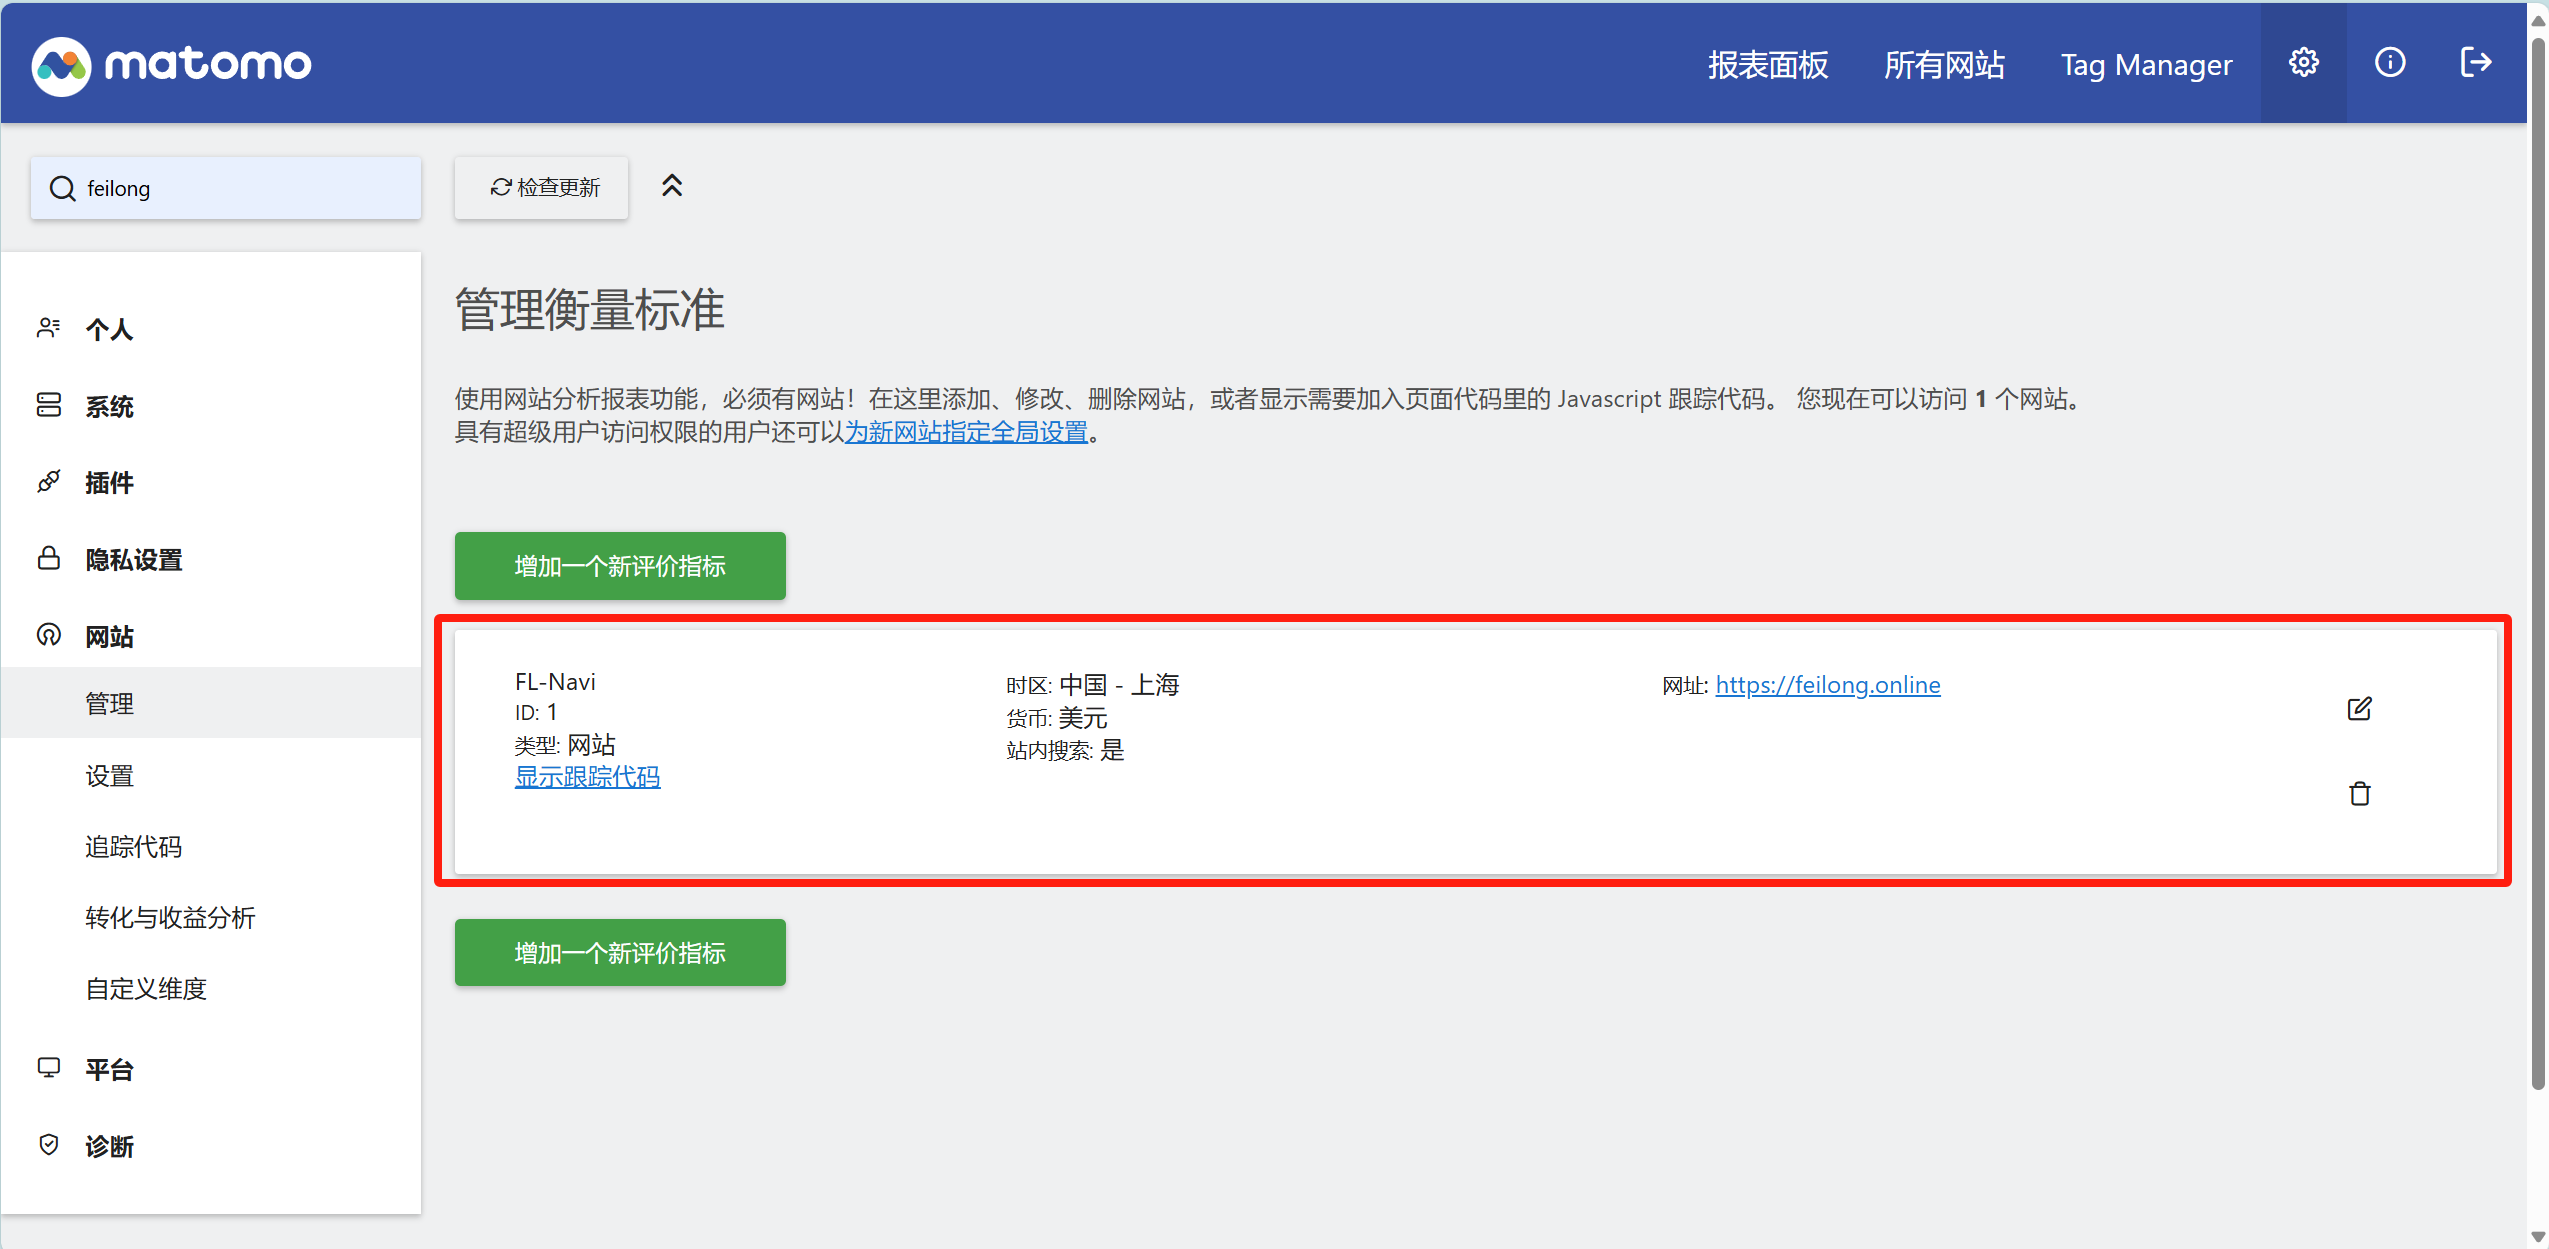 matomo
报表面板
所有网站
Tag Manager
feilong
检查更新
个人
系统
插件
隐私设置
网站
管理
设置
追踪代码
转化与收益分析
自定义维度
平台
诊断
管理衡量标准
使用网站分析报表功能，必须有网站！在这里添加、修改、删除网站，或者显示需要加入页面代码里的 Javascript 跟踪代码。 您现在可以访问 1 个网站。
具有超级用户访问权限的用户还可以为新网站指定全局设置。
增加一个新评价指标
FL-Navi
ID: 1
类型: 网站
显示跟踪代码
时区: 中国 - 上海
货币: 美元
站内搜索: 是
网址: https://feilong.online
增加一个新评价指标